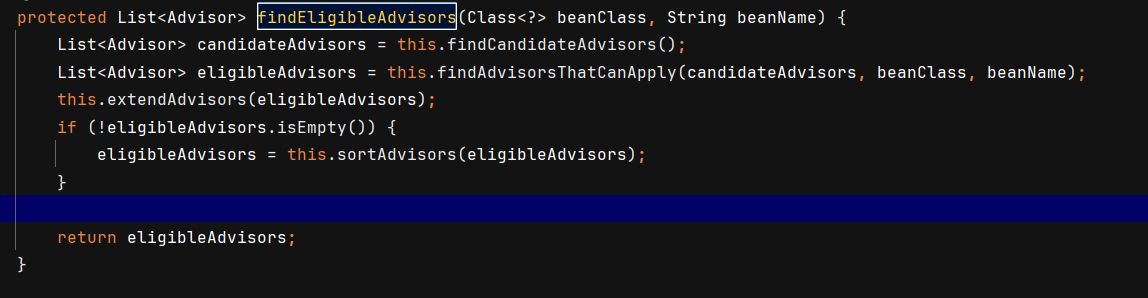 protected List<Advisor> findEligibleAdvisors(Class<?> beanClass, String beanName) {
    List<Advisor> candidateAdvisors = this.findCandidateAdvisors();
    List<Advisor> eligibleAdvisors = this.findAdvisorsThatCanApply(candidateAdvisors, beanClass, beanName);
    this.extendAdvisors(eligibleAdvisors);
    if (!eligibleAdvisors.isEmpty()) {
        eligibleAdvisors = this.sortAdvisors(eligibleAdvisors);
    }
    return eligibleAdvisors;
}